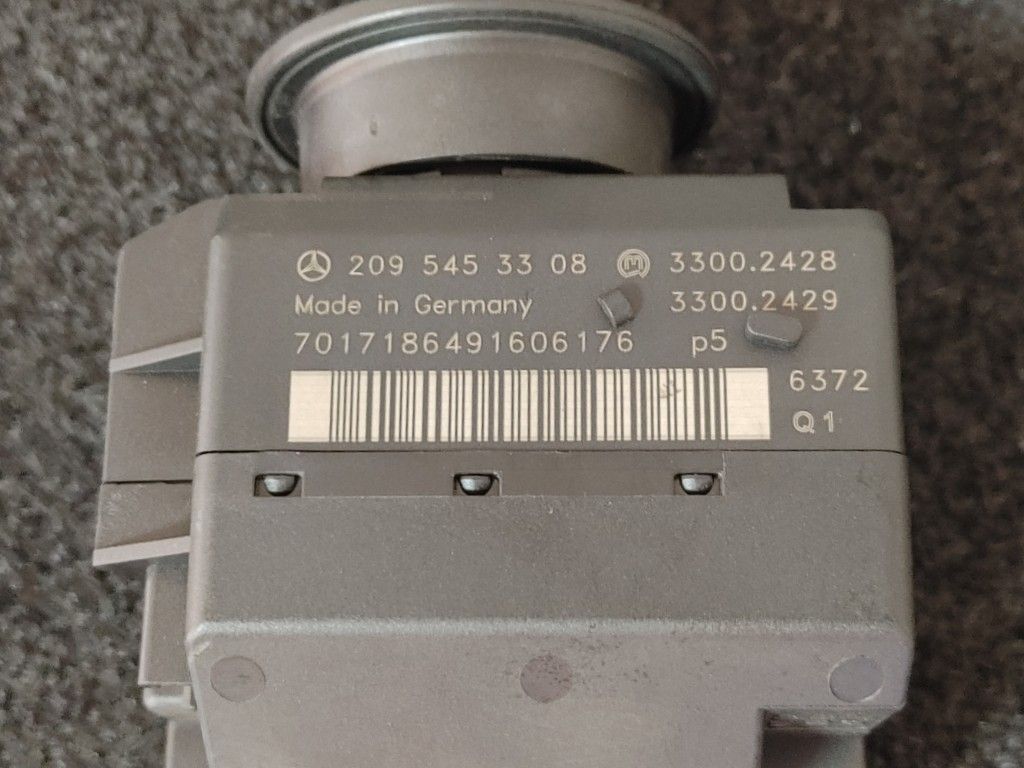 209 545 33 08 M 3300.2428
Made in Germany 3300.2429
7017186491606176 p5
6372
Q1